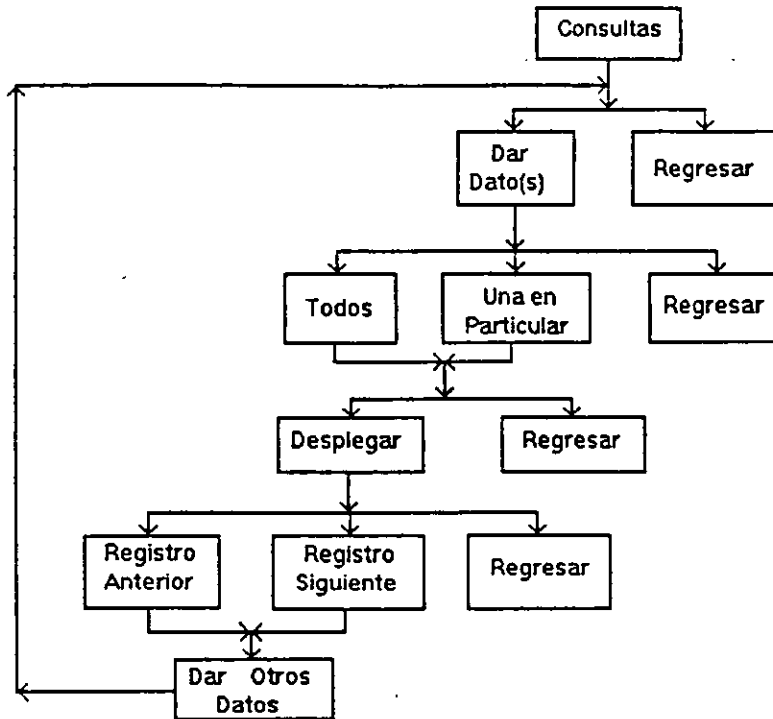 Consultas
Dar
Dato(s)
Regresar
Todos
Una en
Particular
Regresar
Desplegar
Regresar
Registro
Anterior
Registro
Siguiente
Regresar
Dar Otros
Datos